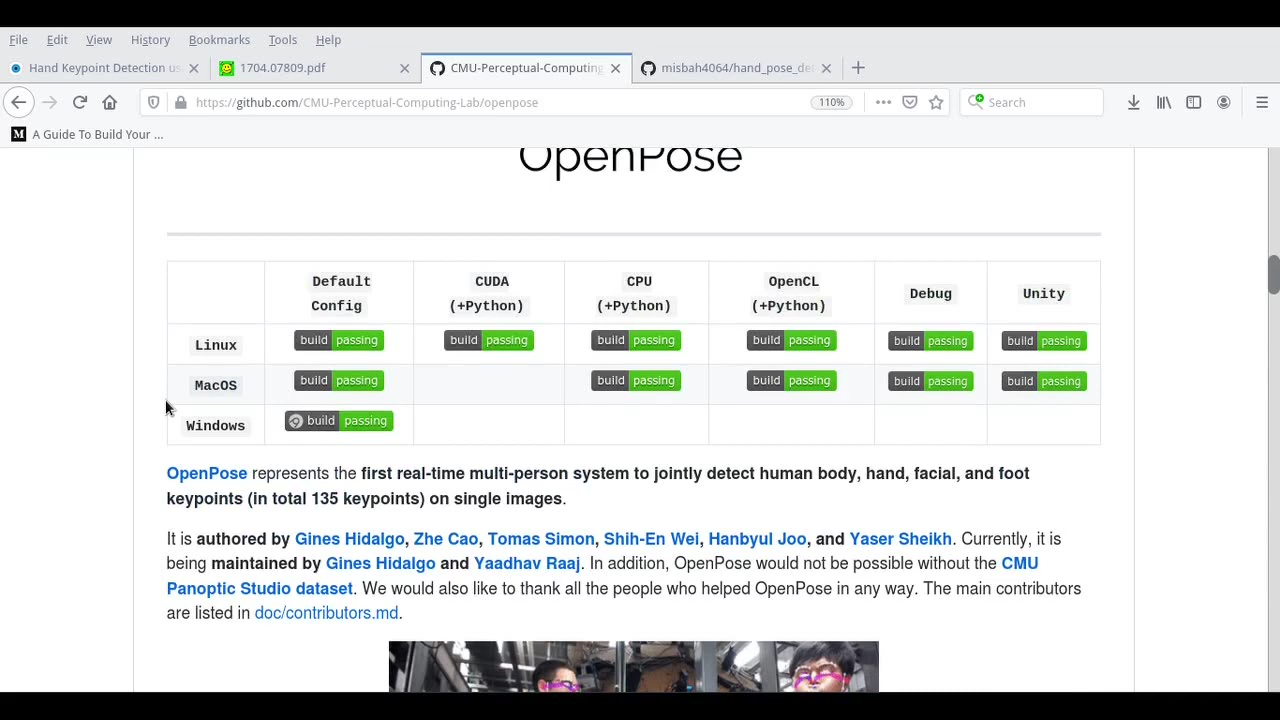 File Edit View History Bookmarks Tools Help
Hand Keypoint Detection us
1704.07809.pdf
CMU-Perceptual-Computing
misbah4064/hand_pose_de
https://github.com/CMU-Perceptual-Computing-Lab/openpose
110%
Search
M A Guide To Build Your ...
OpenPose
Default Config
CUDA (+Python)
CPU (+Python)
OpenCL (+Python)
Debug
Unity
Linux build passing build passing build passing build passing build passing build passing
MacOS build passing build passing build passing build passing build passing
Windows build passing
OpenPose represents the first real-time multi-person system to jointly detect human body, hand, facial, and foot
keypoints (in total 135 keypoints) on single images.
It is authored by Gines Hidalgo, Zhe Cao, Tomas Simon, Shih-En Wei, Hanbyul Joo, and Yaser Sheikh. Currently, it is
being maintained by Gines Hidalgo and Yaadhav Raaj. In addition, OpenPose would not be possible without the CMU
Panoptic Studio dataset. We would also like to thank all the people who helped OpenPose in any way. The main contributors
are listed in doc/contributors.md.